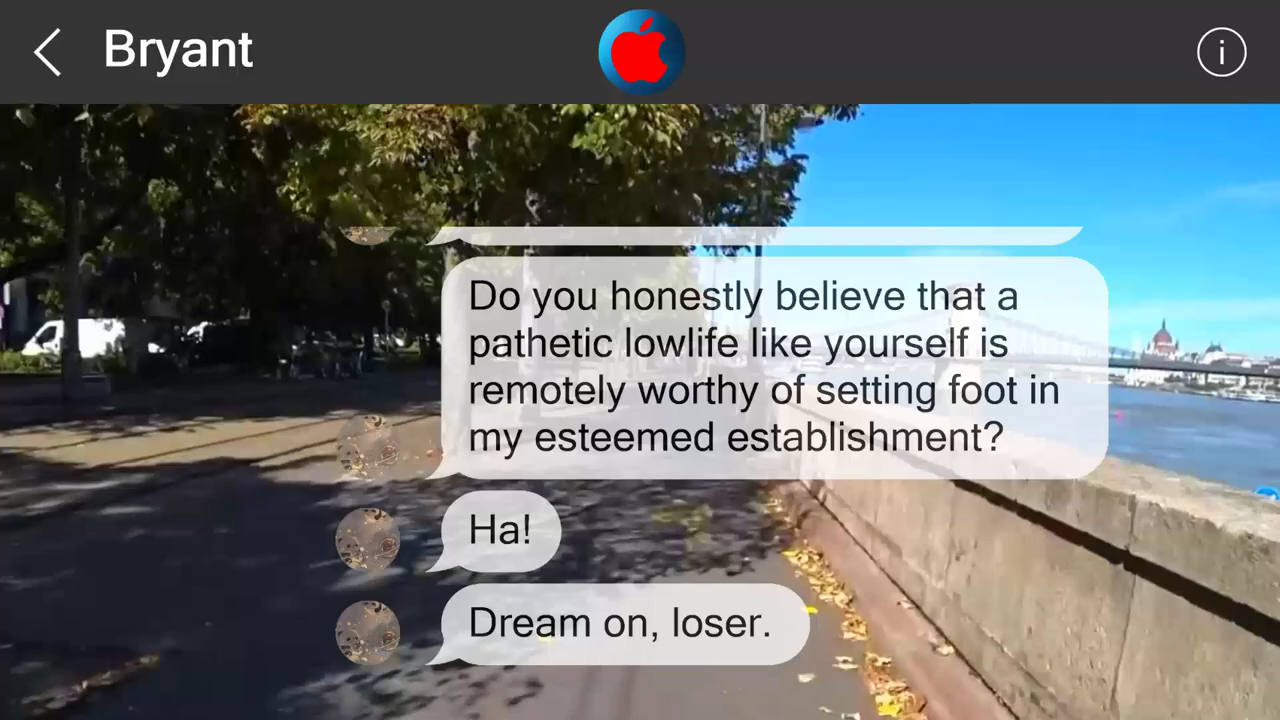 Bryant
i
Do you honestly believe that a
pathetic lowlife like yourself is
remotely worthy of setting foot in
my esteemed establishment?
Ha!
Dream on, loser.